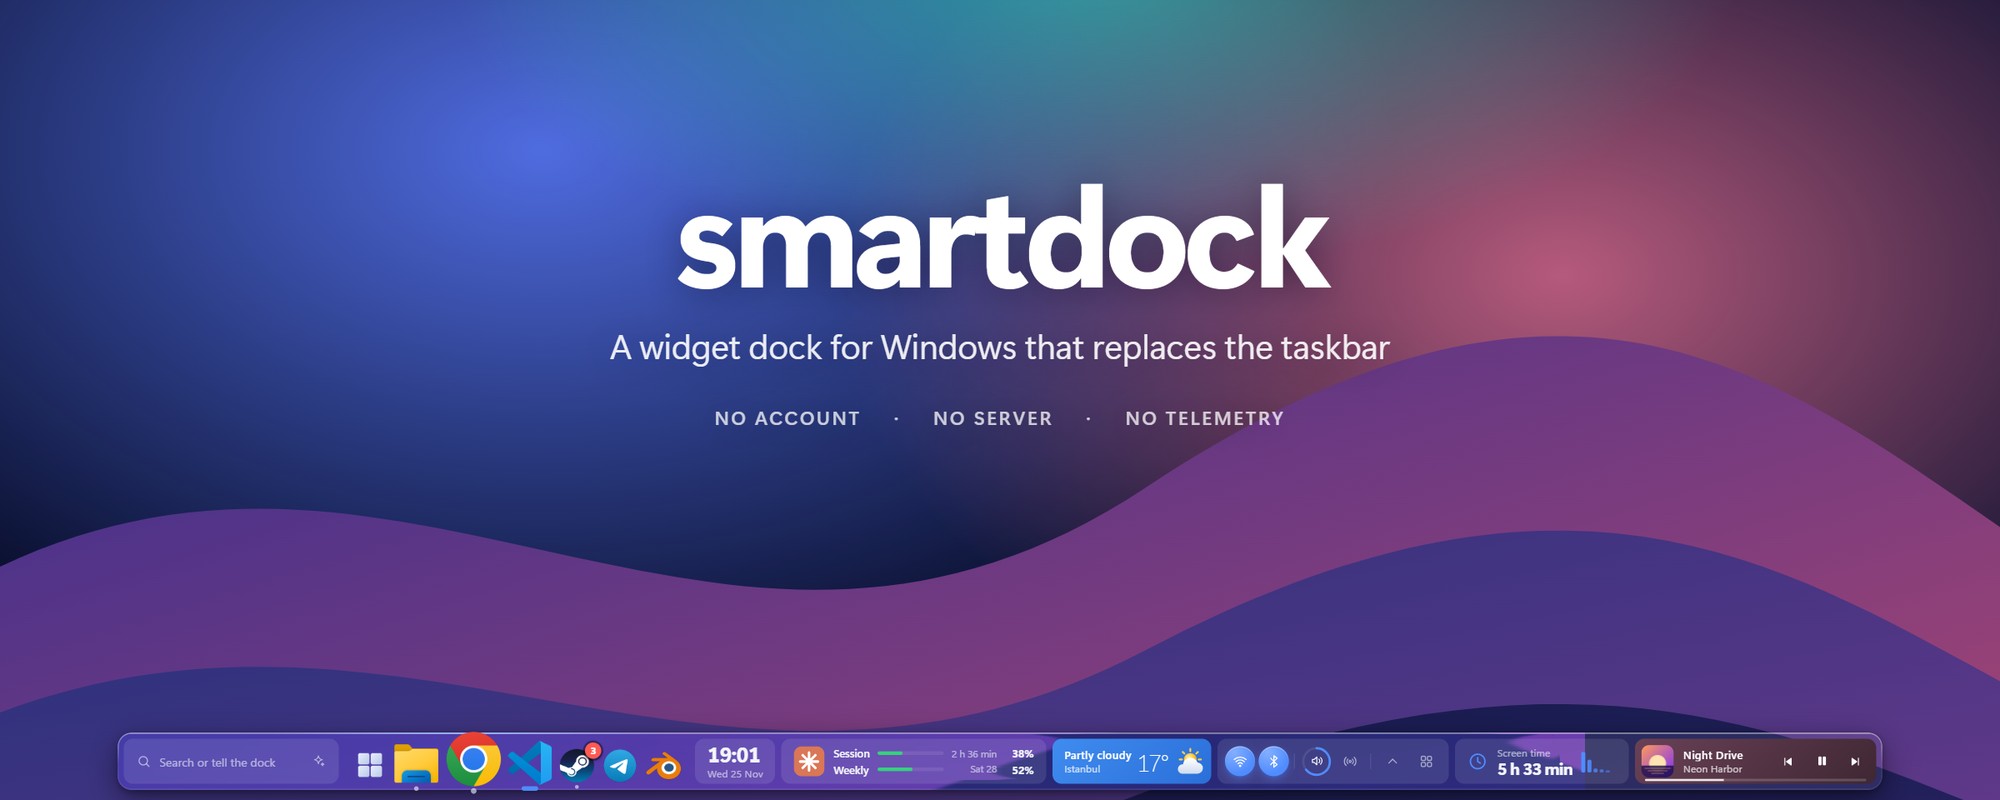 smartdock
A widget dock for Windows that replaces the taskbar
NO ACCOUNT · NO SERVER · NO TELEMETRY
Search or tell the dock
3
19:01
Wed 25 Nov
Session 2 h 36 min 38%
Weekly Sat 28 52%
Partly cloudy
Istanbul
17°
Screen time
5 h 33 min
Night Drive
Neon Harbor